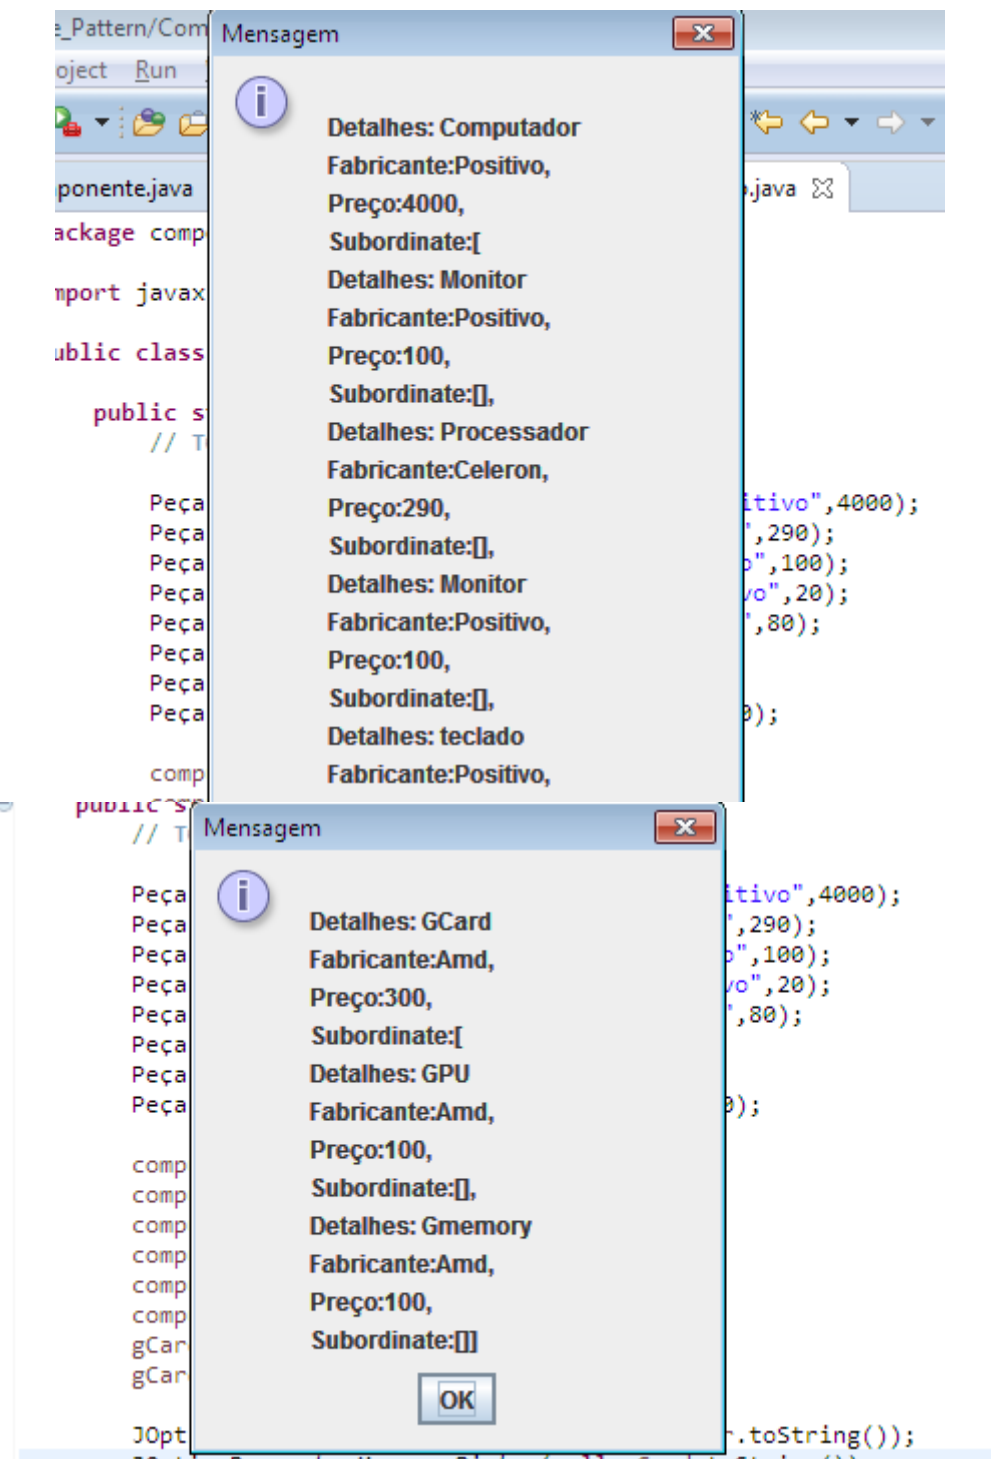 e_Pattern/Com
Mensagem
oject Run
Detalhes: Computador
Fabricante:Positivo,
Preço:4000,
Subordinate:[
Detalhes: Monitor
Fabricante:Positivo,
Preço:100,
Subordinate:[],
Detalhes: Processador
Fabricante:Celeron,
Preço:290,
Subordinate:[],
Detalhes: Monitor
Fabricante:Positivo,
Preço:100,
Subordinate:[],
Detalhes: teclado
Fabricante:Positivo,
ponente.java
.java
ackage comp
mport javax
ublic class
public s
// T
Peça itivo",4000);
Peça ,290);
Peça o",100);
Peça vo",20);
Peça ",80);
Peça
Peça
Peça );
comp
public s
// T
Mensagem
Detalhes: GCard
Fabricante:Amd,
Preço:300,
Subordinate:[
Detalhes: GPU
Fabricante:Amd,
Preço:100,
Subordinate:[],
Detalhes: Gmemory
Fabricante:Amd,
Preço:100,
Subordinate:[]]
OK
Peça itivo",4000);
Peça ,290);
Peça o",100);
Peça vo",20);
Peça ",80);
Peça
Peça
Peça );
comp
comp
comp
comp
comp
comp
gCar
gCar
JOpt r.toString());